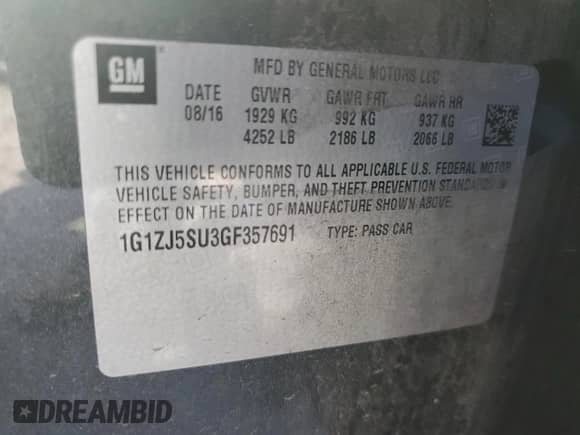 GM
MFD BY GENERAL MOTORS LLC
DATE GVWR GAWR FRT GAWR RR
08/16 1929 KG 992 KG 937 KG
4252 LB 2186 LB 2066 LB
THIS VEHICLE CONFORMS TO ALL APPLICABLE U.S. FEDERAL MOTOR
VEHICLE SAFETY, BUMPER, AND THEFT PREVENTION STANDARDS IN
EFFECT ON THE DATE OF MANUFACTURE SHOWN ABOVE.
1G1ZJ5SU3GF357691 TYPE: PASS CAR
DREAMBID